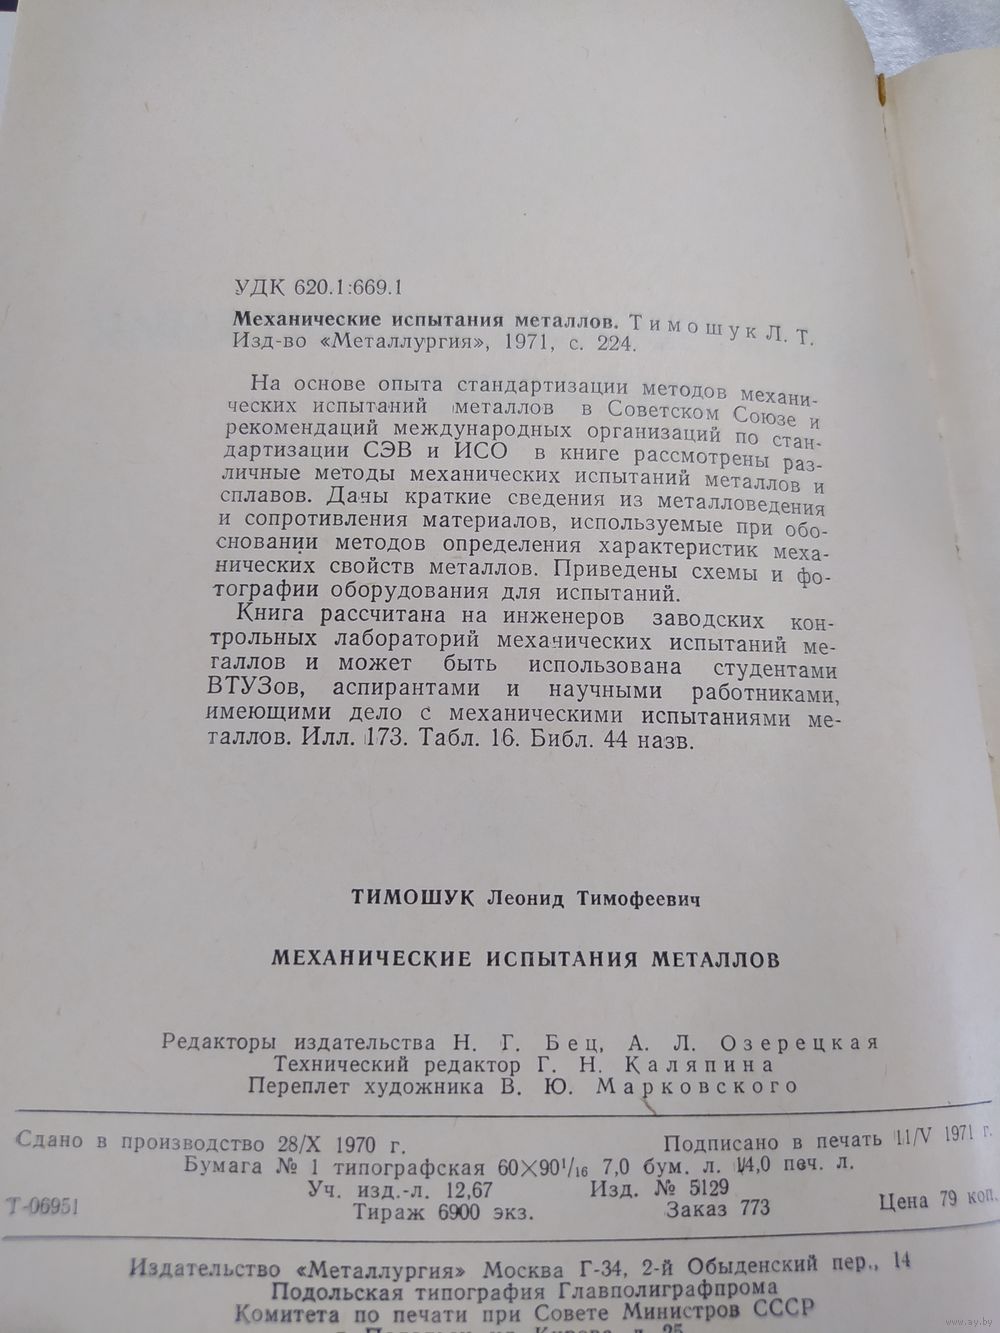 УДК 620.1:669.1
Механические испытания металлов. Тимошук Л. Т.
Изд-во «Металлургия», 1971, с. 224.
На основе опыта стандартизации методов механи-
ческих испытаний металлов в Советском Союзе и
рекомендаций международных организаций по стан-
дартизации СЭВ и ИСО в книге рассмотрены раз-
личные методы механических испытаний металлов и
сплавов. Даны краткие сведения из металловедения
и сопротивления материалов, используемые при обо-
сновании методов определения характеристик меха-
нических свойств металлов. Приведены схемы и фо-
тографии оборудования для испытаний.
Книга рассчитана на инженеров заводских кон-
трольных лабораторий механических испытаний ме-
таллов и может быть использована студентами
ВТУЗов, аспирантами и научными работниками,
имеющими дело с механическими испытаниями ме-
таллов. Илл. 173. Табл. 16. Библ. 44 назв.
ТИМОШУК Леонид Тимофеевич
МЕХАНИЧЕСКИЕ ИСПЫТАНИЯ МЕТАЛЛОВ
Редакторы издательства Н. Г. Бец, А. Л. Озерецкая
Технический редактор Г. Н. Каляпина
Переплет художника В. Ю. Марковского
Сдано в производство 28/X 1970 г. Подписано в печать 11/V 1971 г.
Бумага № 1 типографская 60×90¹/₁₆ 7,0 бум. л. 14,0 печ. л.
Уч. изд.-л. 12,67 Изд. № 5129
Т-06951 Тираж 6900 экз. Заказ 773 Цена 79 коп.
Издательство «Металлургия» Москва Г-34, 2-й Обыденский пер., 14
Подольская типография Главполиграфпрома
Комитета по печати при Совете Министров СССР
г. Подольск, ул. Кирова, д. 25
www.ay.by